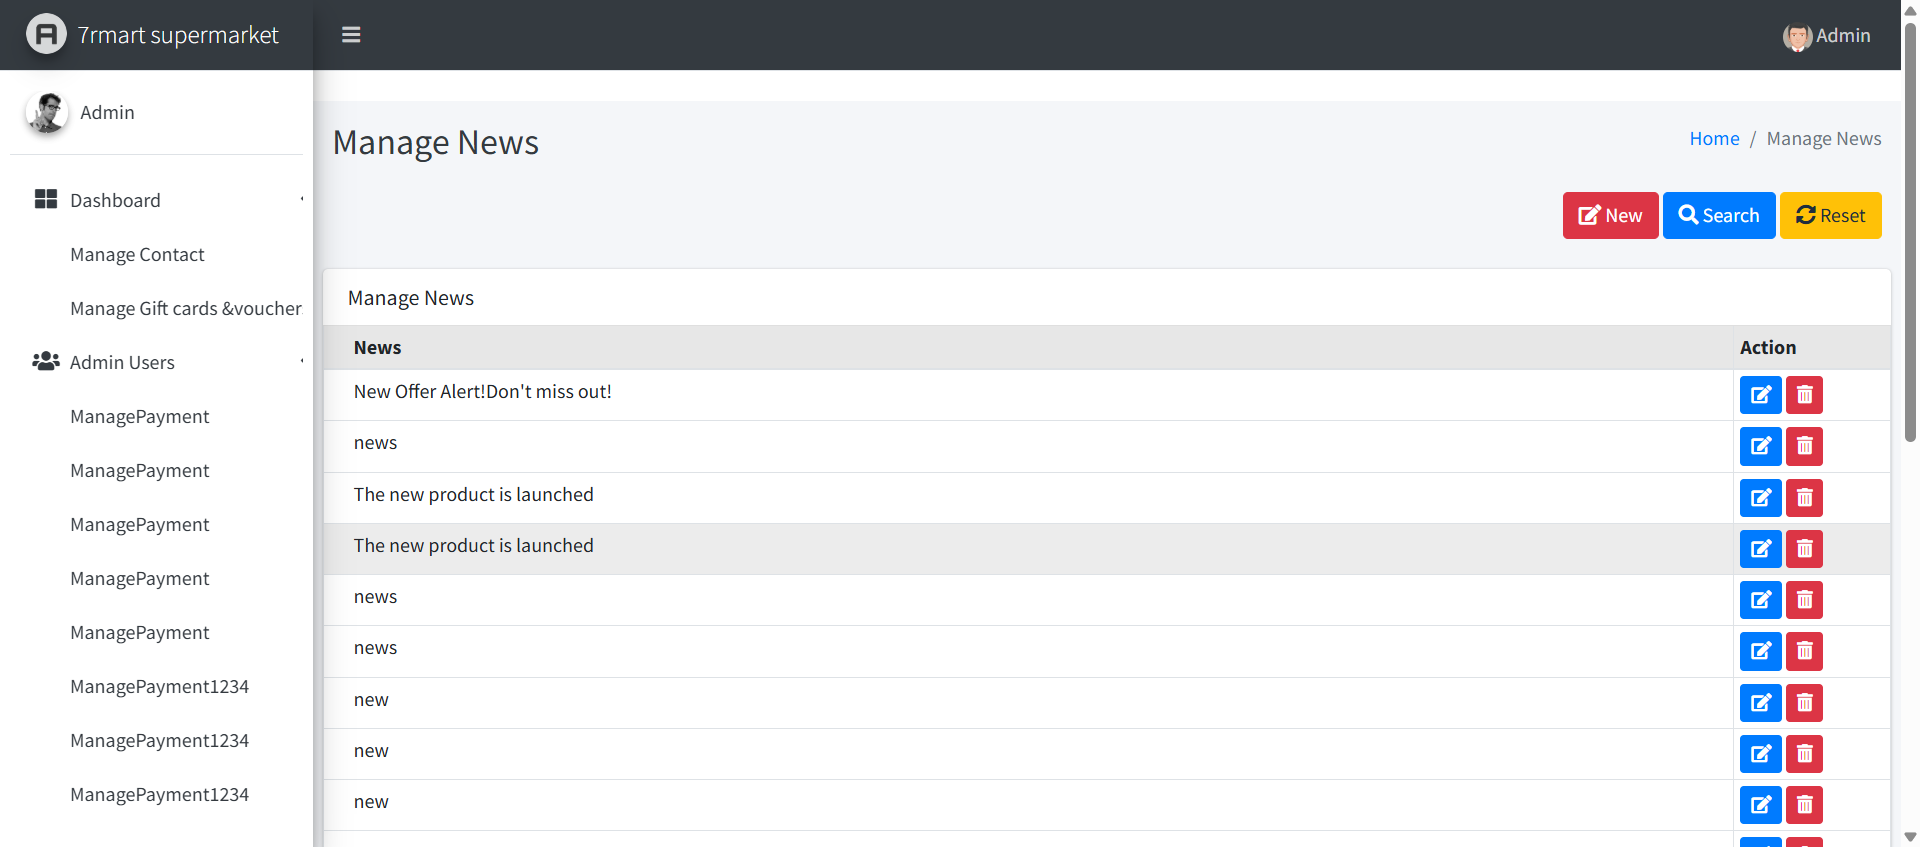 7rmart supermarket
Admin
Admin
Manage News
Home / Manage News
Dashboard
Manage Contact
Manage Gift cards &voucher
Admin Users
ManagePayment
ManagePayment
ManagePayment
ManagePayment
ManagePayment
ManagePayment1234
ManagePayment1234
ManagePayment1234
New Search Reset
Manage News
News Action
New Offer Alert!Don't miss out!
news
The new product is launched
The new product is launched
news
news
new
new
new